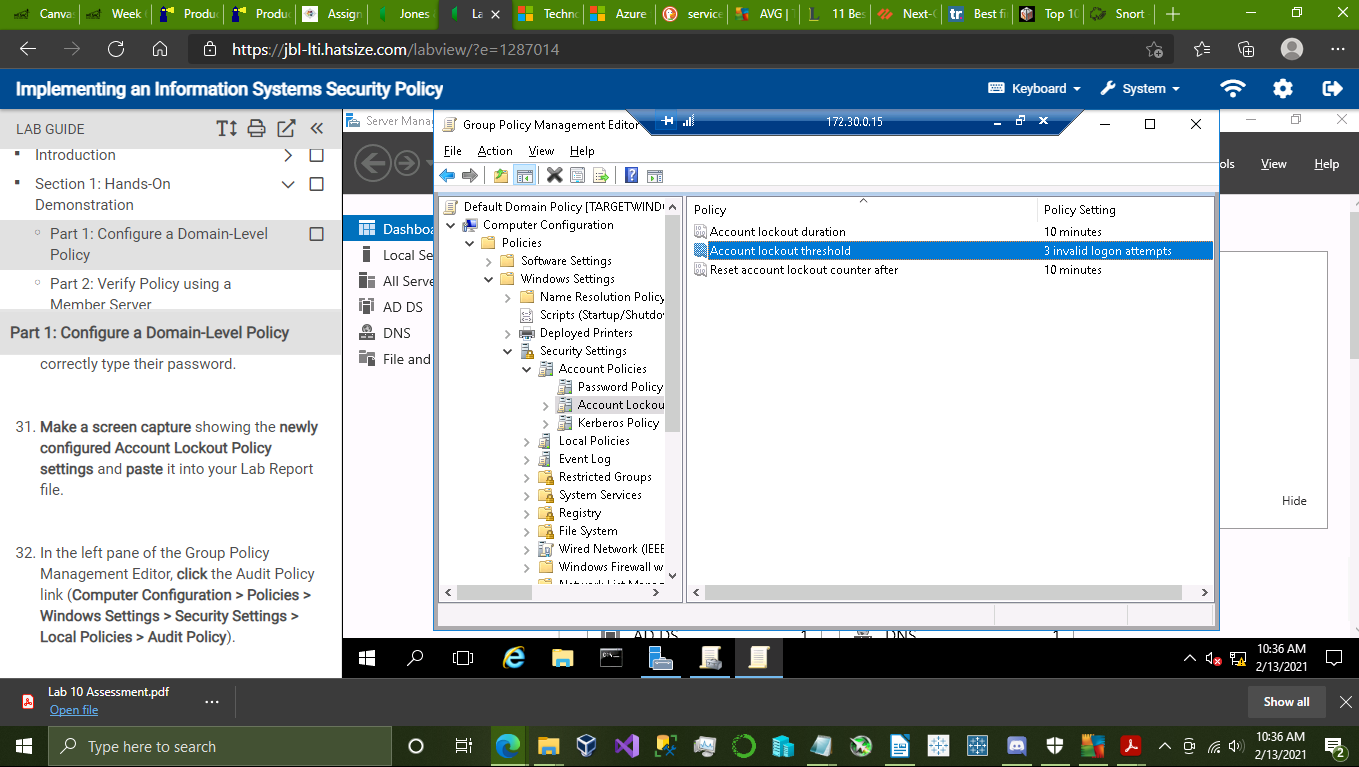 Canva
Week
Produ
Produ
Assign
Jones
La
Techno
Azure
service
AVG | T
11 Bes
Next-G
Best fi
Top 10
Snort
https://jbl-lti.hatsize.com/labview/?e=1287014
Implementing an Information Systems Security Policy
Keyboard
System
LAB GUIDE
Introduction
Section 1: Hands-On
Demonstration
Part 1: Configure a Domain-Level
Policy
Part 2: Verify Policy using a
Member Server
Part 1: Configure a Domain-Level Policy
correctly type their password.
31. Make a screen capture showing the newly
configured Account Lockout Policy
settings and paste it into your Lab Report
file.
32. In the left pane of the Group Policy
Management Editor, click the Audit Policy
link (Computer Configuration > Policies >
Windows Settings > Security Settings >
Local Policies > Audit Policy).
Server Mana
Dashboa
Local Se
All Serve
AD DS
DNS
File and
Group Policy Management Editor
172.30.0.15
File Action View Help
ols View Help
Default Domain Policy [TARGETWIND
Computer Configuration
Policies
Software Settings
Windows Settings
Name Resolution Policy
Scripts (Startup/Shutdo
Deployed Printers
Security Settings
Account Policies
Password Policy
Account Lockou
Kerberos Policy
Local Policies
Event Log
Restricted Groups
System Services
Registry
File System
Wired Network (IEEE
Windows Firewall w
Network List Manag
Policy Policy Setting
Account lockout duration 10 minutes
Account lockout threshold 3 invalid logon attempts
Reset account lockout counter after 10 minutes
Hide
AD DS 1 DNS 1
10:36 AM
2/13/2021
Lab 10 Assessment.pdf
Open file
Show all
Type here to search
10:36 AM
2/13/2021
2